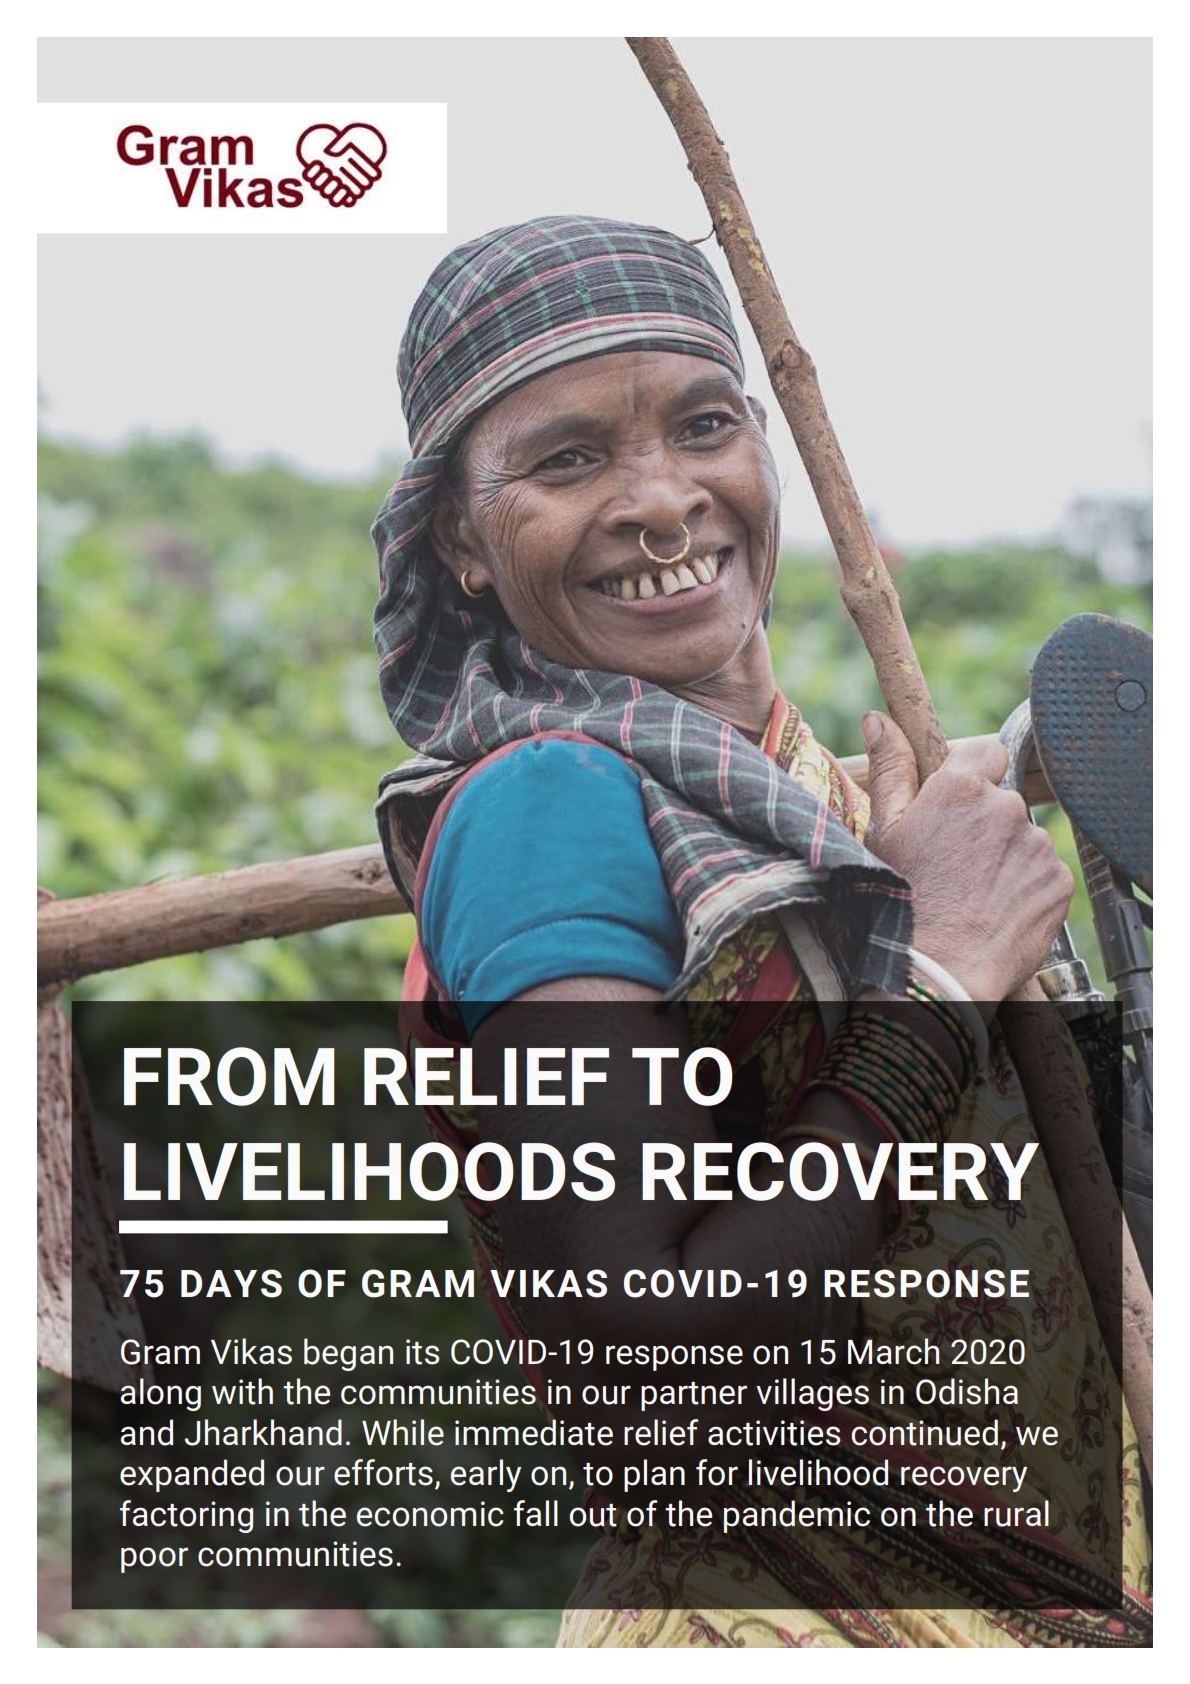 Gram
Vikas
FROM RELIEF TO
LIVELIHOODS RECOVERY
75 DAYS OF GRAM VIKAS COVID-19 RESPONSE
Gram Vikas began its COVID-19 response on 15 March 2020
along with the communities in our partner villages in Odisha
and Jharkhand. While immediate relief activities continued, we
expanded our efforts, early on, to plan for livelihood recovery
factoring in the economic fall out of the pandemic on the rural
poor communities.